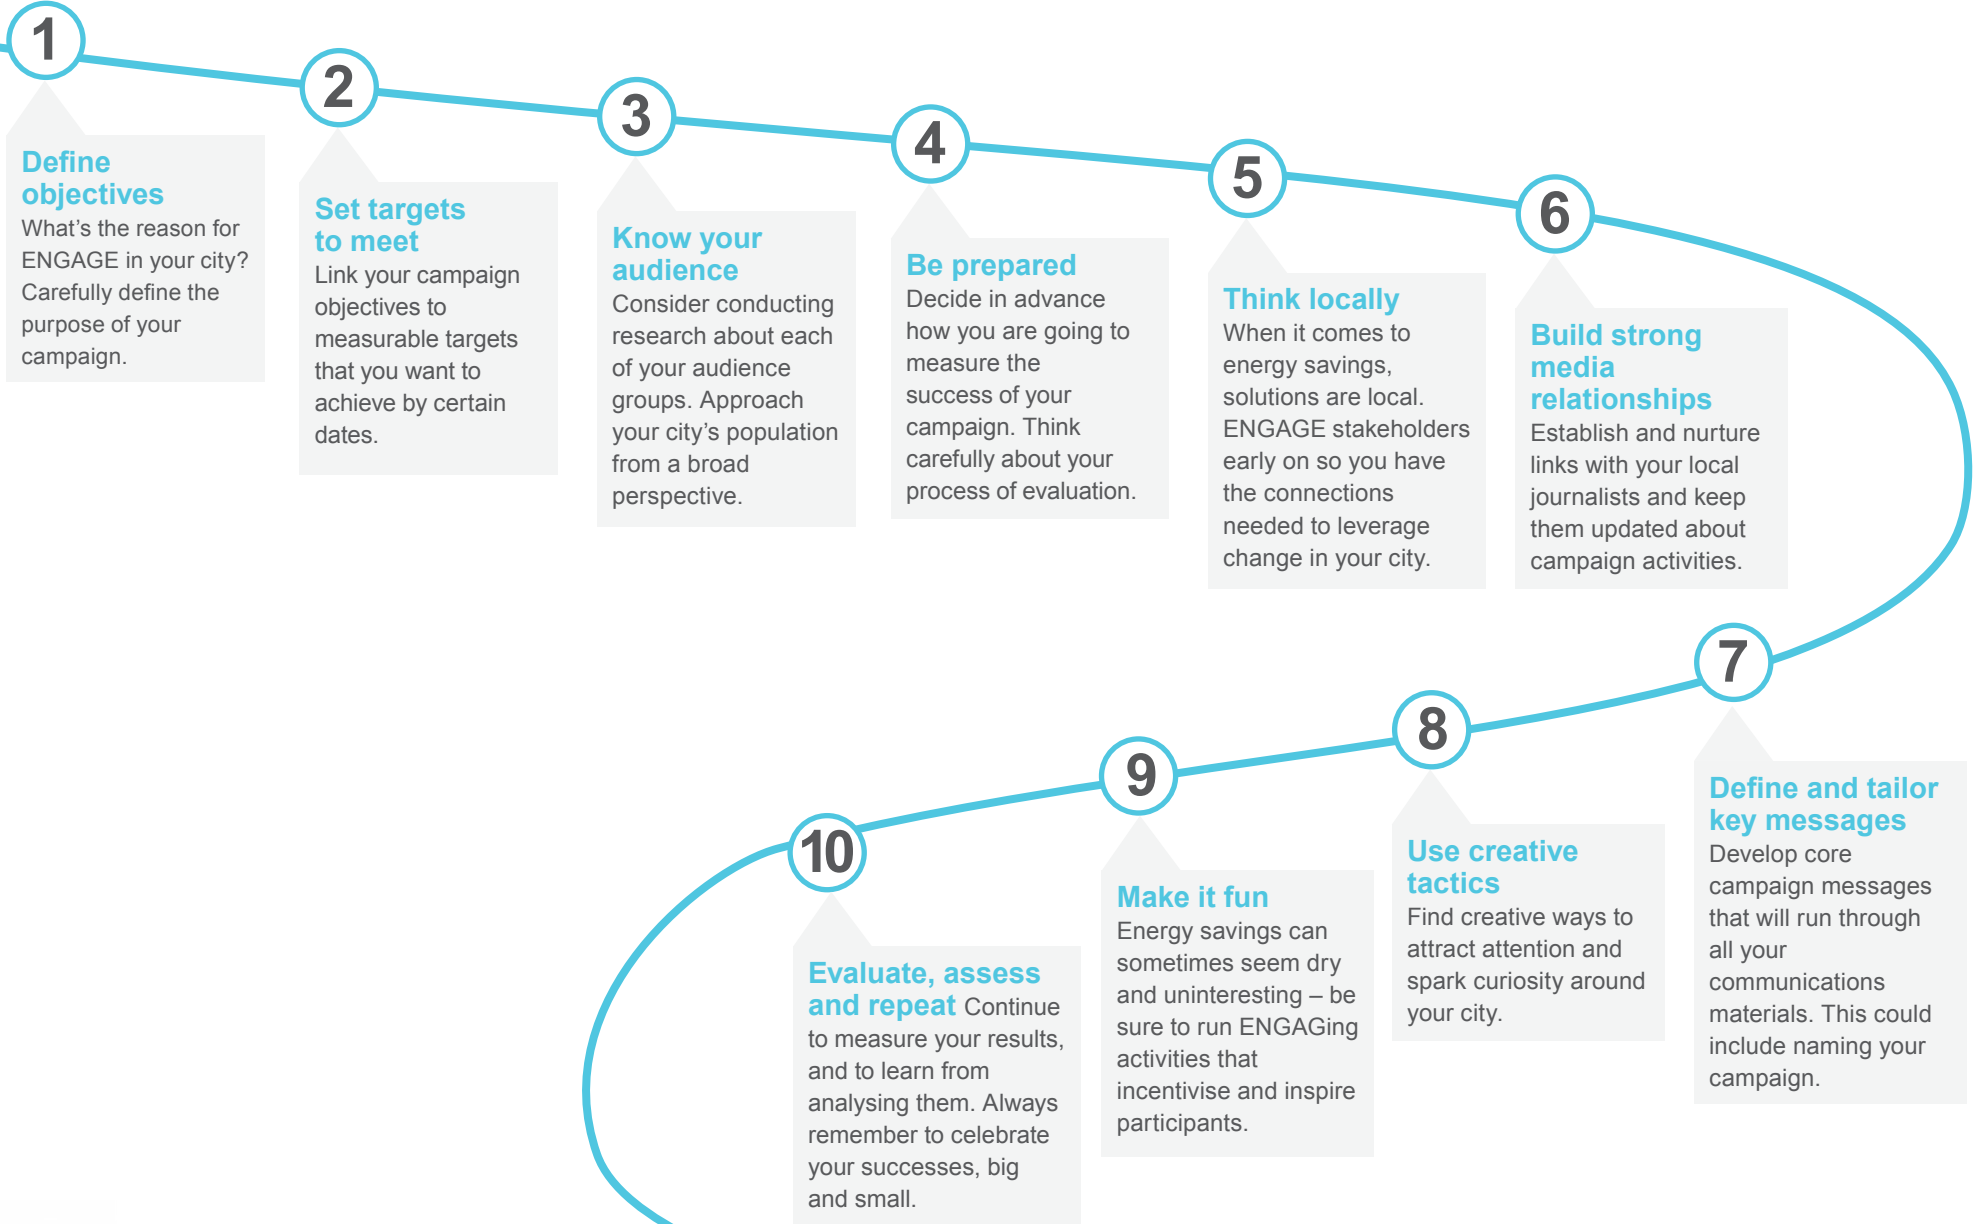 1
Define
objectives
What's the reason for
ENGAGE in your city?
Carefully define the
purpose of your
campaign.
2
Set targets
to meet
Link your campaign
objectives to
measurable targets
that you want to
achieve by certain
dates.
3
Know your
audience
Consider conducting
research about each
of your audience
groups. Approach
your city's population
from a broad
perspective.
4
Be prepared
Decide in advance
how you are going to
measure the
success of your
campaign. Think
carefully about your
process of evaluation.
5
Think locally
When it comes to
energy savings,
solutions are local.
ENGAGE stakeholders
early on so you have
the connections
needed to leverage
change in your city.
6
Build strong
media
relationships
Establish and nurture
links with your local
journalists and keep
them updated about
campaign activities.
7
Define and tailor
key messages
Develop core
campaign messages
that will run through
all your
communications
materials. This could
include naming your
campaign.
8
Use creative
tactics
Find creative ways to
attract attention and
spark curiosity around
your city.
9
Make it fun
Energy savings can
sometimes seem dry
and uninteresting – be
sure to run ENGAGing
activities that
incentivise and inspire
participants.
10
Evaluate, assess
and repeat Continue
to measure your results,
and to learn from
analysing them. Always
remember to celebrate
your successes, big
and small.